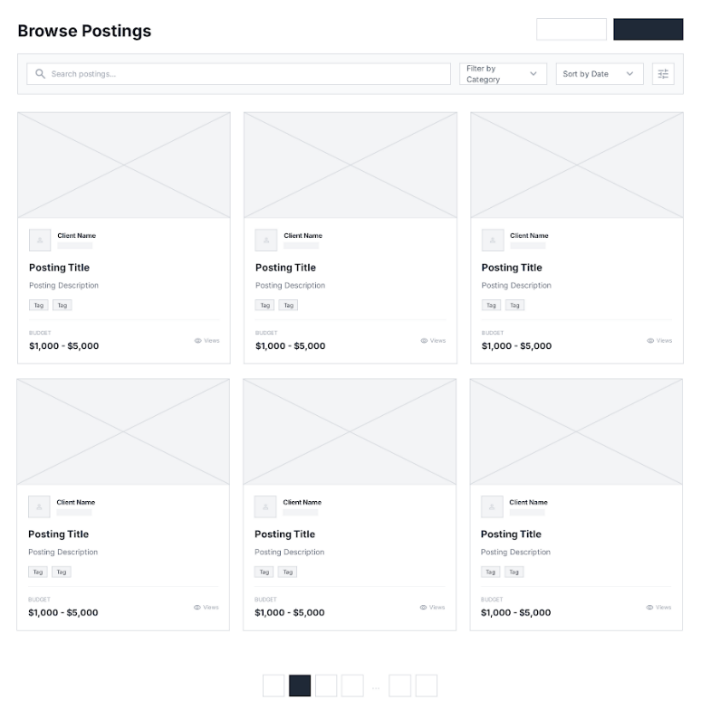 Browse Postings
Search postings...
Filter by
Category
Sort by Date
Client Name
Client Name
Client Name
Posting Title
Posting Title
Posting Title
Posting Description
Posting Description
Posting Description
Tag Tag
Tag Tag
Tag Tag
BUDGET
BUDGET
BUDGET
$1,000 - $5,000
Views
$1,000 - $5,000
Views
$1,000 - $5,000
Views
Client Name
Client Name
Client Name
Posting Title
Posting Title
Posting Title
Posting Description
Posting Description
Posting Description
Tag Tag
Tag Tag
Tag Tag
BUDGET
BUDGET
BUDGET
$1,000 - $5,000
Views
$1,000 - $5,000
Views
$1,000 - $5,000
Views
...